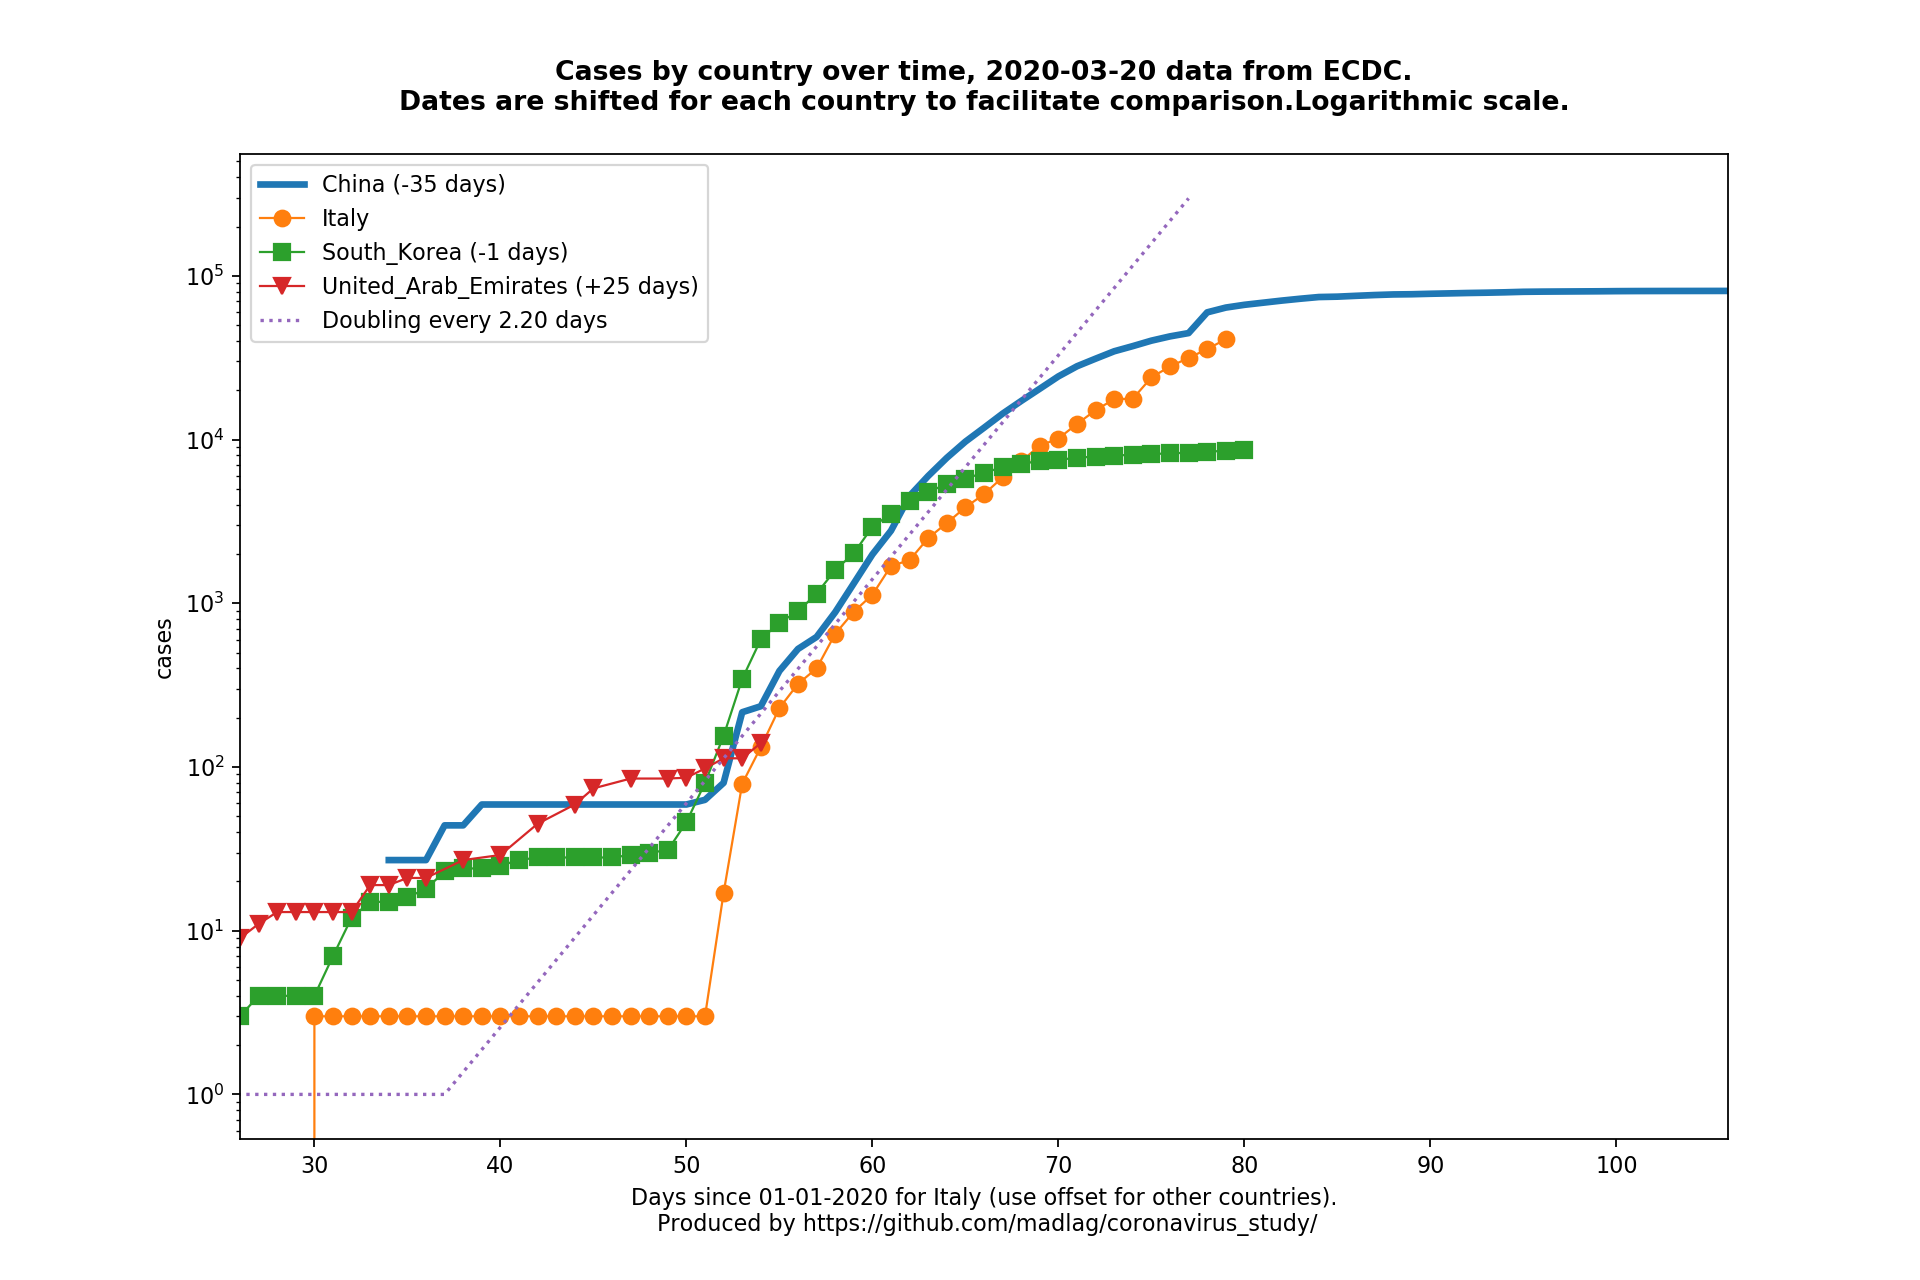 Cases by country over time, 2020-03-20 data from ECDC.
Dates are shifted for each country to facilitate comparison.Logarithmic scale.
China (-35 days)
Italy
South_Korea (-1 days)
United_Arab_Emirates (+25 days)
Doubling every 2.20 days
10⁵
10⁴
10³
10²
10¹
10⁰
cases
30 40 50 60 70 80 90 100
Days since 01-01-2020 for Italy (use offset for other countries).
Produced by https://github.com/madlag/coronavirus_study/